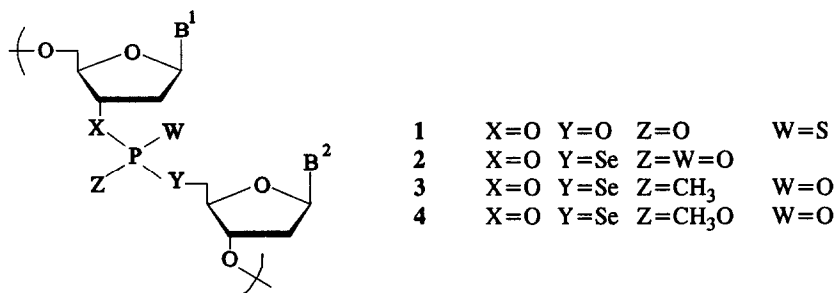 B¹
O
O
X
W
P
B²
Z
Y
O
O
1 X=O Y=O Z=O W=S
2 X=O Y=Se Z=W=O
3 X=O Y=Se Z=CH₃ W=O
4 X=O Y=Se Z=CH₃O W=O